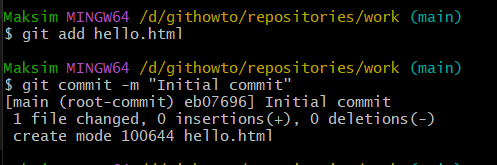 Maksim MINGW64 /d/githowto/repositories/work (main)
$ git add hello.html
Maksim MINGW64 /d/githowto/repositories/work (main)
$ git commit -m "Initial commit"
[main (root-commit) eb07696] Initial commit
 1 file changed, 0 insertions(+), 0 deletions(-)
 create mode 100644 hello.html